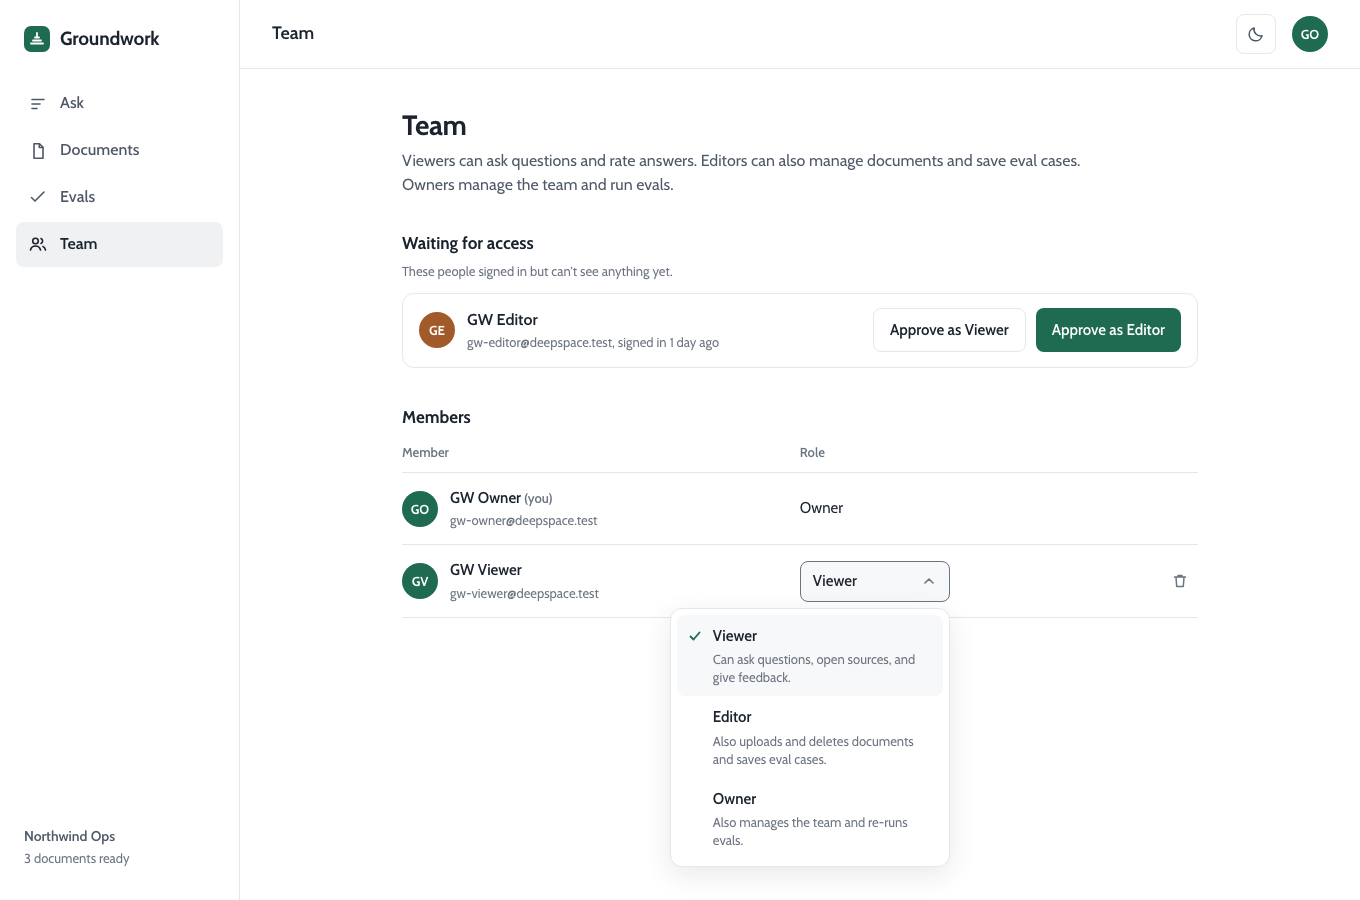 Groundwork
Ask
Documents
Evals
Team
Northwind Ops
3 documents ready
Team
GO
Team
Viewers can ask questions and rate answers. Editors can also manage documents and save eval cases.
Owners manage the team and run evals.
Waiting for access
These people signed in but can't see anything yet.
GE
GW Editor
gw-editor@deepspace.test, signed in 1 day ago
Approve as Viewer
Approve as Editor
Members
Member
Role
GO
GW Owner (you)
gw-owner@deepspace.test
Owner
GV
GW Viewer
gw-viewer@deepspace.test
Viewer
Viewer
Can ask questions, open sources, and
give feedback.
Editor
Also uploads and deletes documents
and saves eval cases.
Owner
Also manages the team and re-runs
evals.